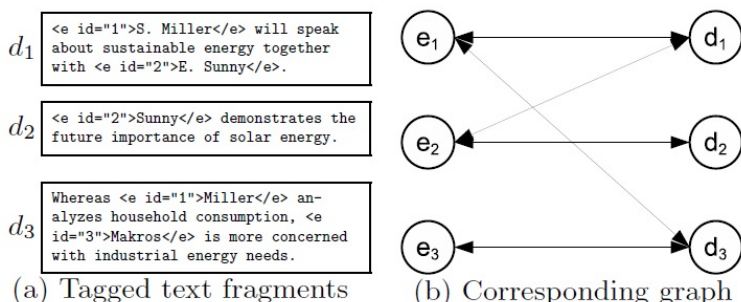 d1
<e id="1">S. Miller</e> will speak
about sustainable energy together
with <e id="2">E. Sunny</e>.
d2
<e id="2">Sunny</e> demonstrates the
future importance of solar energy.
d3
Whereas <e id="1">Miller</e> an-
alyzes household consumption, <e
id="3">Makros</e> is more concerned
with industrial energy needs.
(a) Tagged text fragments
e1 d1
e2 d2
e3 d3
(b) Corresponding graph